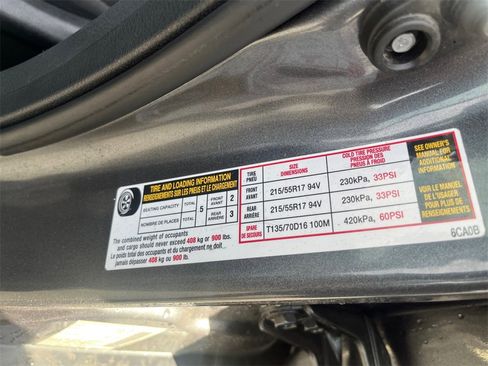 TIRE AND LOADING INFORMATION
RENSEIGNEMENTS SUR LES PNEUS ET LE CHARGEMENT
SEATING CAPACITY TOTAL 5 FRONT 2
NOMBRE DE PLACES TOTAL AVANT
REAR 3
ARRIÈRE
The combined weight of occupants
and cargo should never exceed 408 kg or 900 lbs.
Le poids total des occupants et du chargement ne doit
jamais dépasser 408 kg ou 900 lb.
TIRE SIZE COLD TIRE PRESSURE
PNEU DIMENSIONS PRESSION DES PNEUS À FROID
FRONT AVANT 215/55R17 94V 230kPa, 33PSI
REAR ARRIÈRE 215/55R17 94V 230kPa, 33PSI
SPARE DE SECOURS T135/70D16 100M 420kPa, 60PSI
SEE OWNER'S
MANUAL FOR
ADDITIONAL
INFORMATION
VOIR LE MANUEL
DE L'USAGER
POUR PLUS DE
RENSEIGNEMENTS
6CA0B